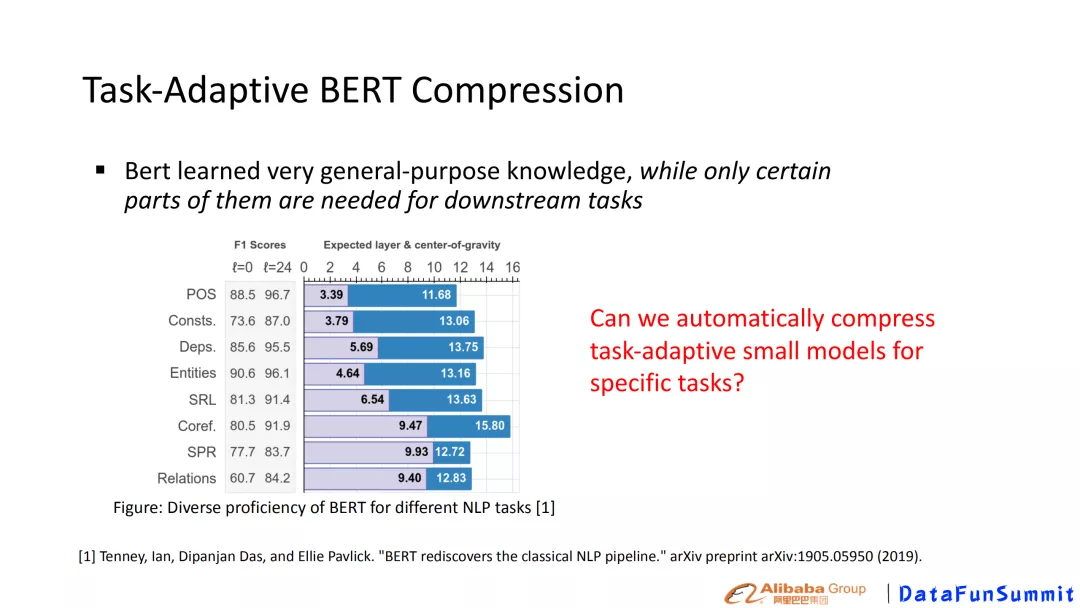 Task-Adaptive BERT Compression
▪ Bert learned very general-purpose knowledge, while only certain
parts of them are needed for downstream tasks
F1 Scores Expected layer & center-of-gravity
ℓ=0 ℓ=24 0 2 4 6 8 10 12 14 16
POS 88.5 96.7 3.39 11.68
Consts. 73.6 87.0 3.79 13.06
Deps. 85.6 95.5 5.69 13.75
Entities 90.6 96.1 4.64 13.16
SRL 81.3 91.4 6.54 13.63
Coref. 80.5 91.9 9.47 15.80
SPR 77.7 83.7 9.93 12.72
Relations 60.7 84.2 9.40 12.83
Can we automatically compress
task-adaptive small models for
specific tasks?
Figure: Diverse proficiency of BERT for different NLP tasks [1]
[1] Tenney, Ian, Dipanjan Das, and Ellie Pavlick. "BERT rediscovers the classical NLP pipeline." arXiv preprint arXiv:1905.05950 (2019).
Alibaba Group
阿里巴巴集团
DataFunSummit